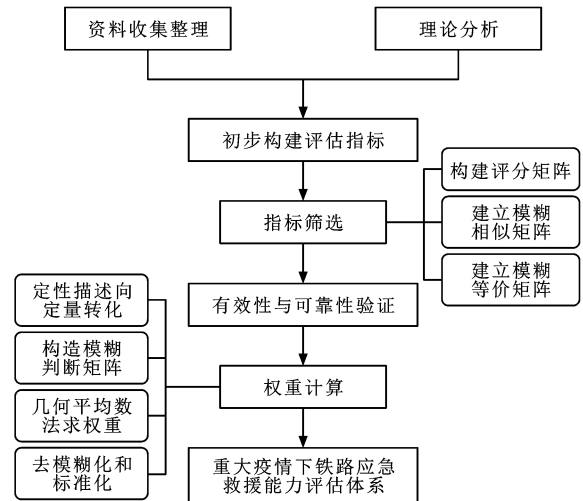 资料收集整理
理论分析
初步构建评估指标
指标筛选
构建评分矩阵
建立模糊
相似矩阵
建立模糊
等价矩阵
有效性与可靠性验证
权重计算
定性描述向
定量转化
构造模糊
判断矩阵
几何平均数
法求权重
去模糊化和
标准化
重大疫情下铁路应急
救援能力评估体系